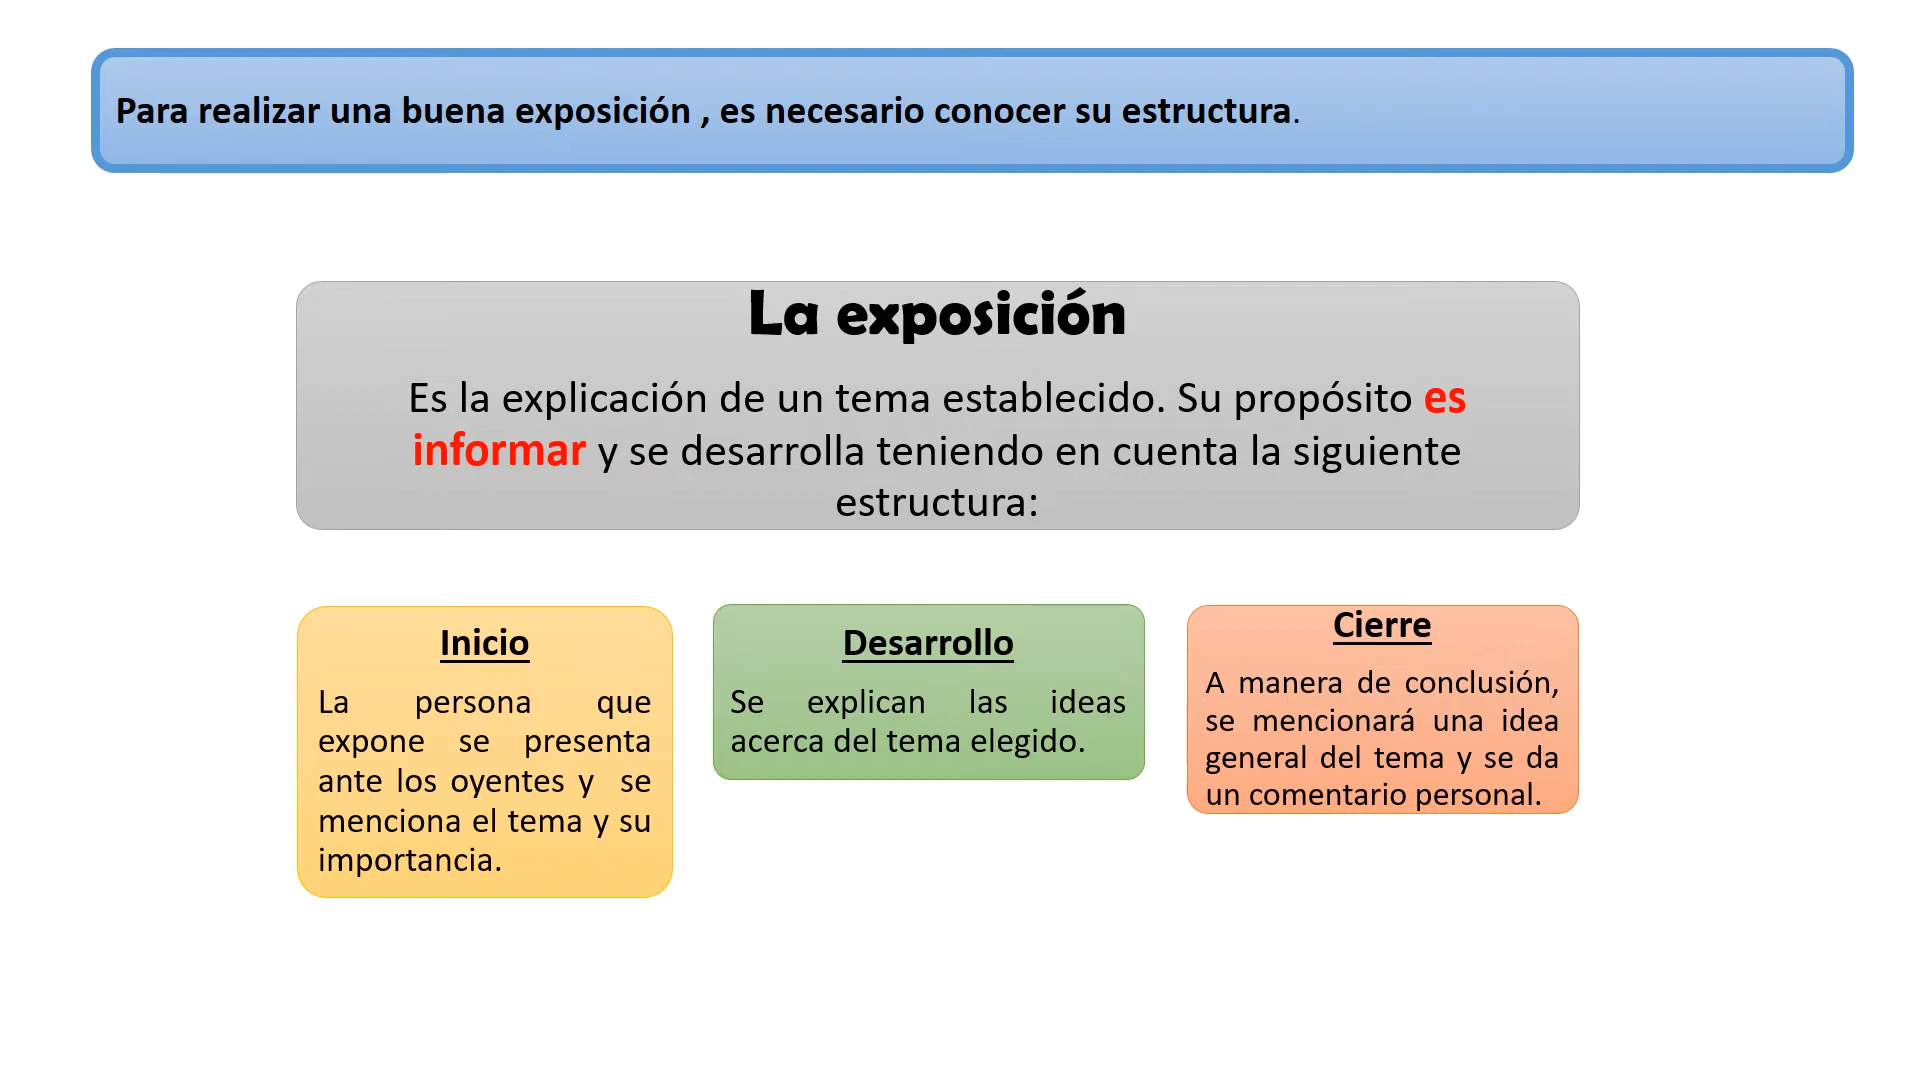 Para realizar una buena exposición , es necesario conocer su estructura.
La exposición
Es la explicación de un tema establecido. Su propósito es
informar y se desarrolla teniendo en cuenta la siguiente
estructura:
Inicio
La persona que
expone se presenta
ante los oyentes y se
menciona el tema y su
importancia.
Desarrollo
Se explican las ideas
acerca del tema elegido.
Cierre
A manera de conclusión,
se mencionará una idea
general del tema y se da
un comentario personal.